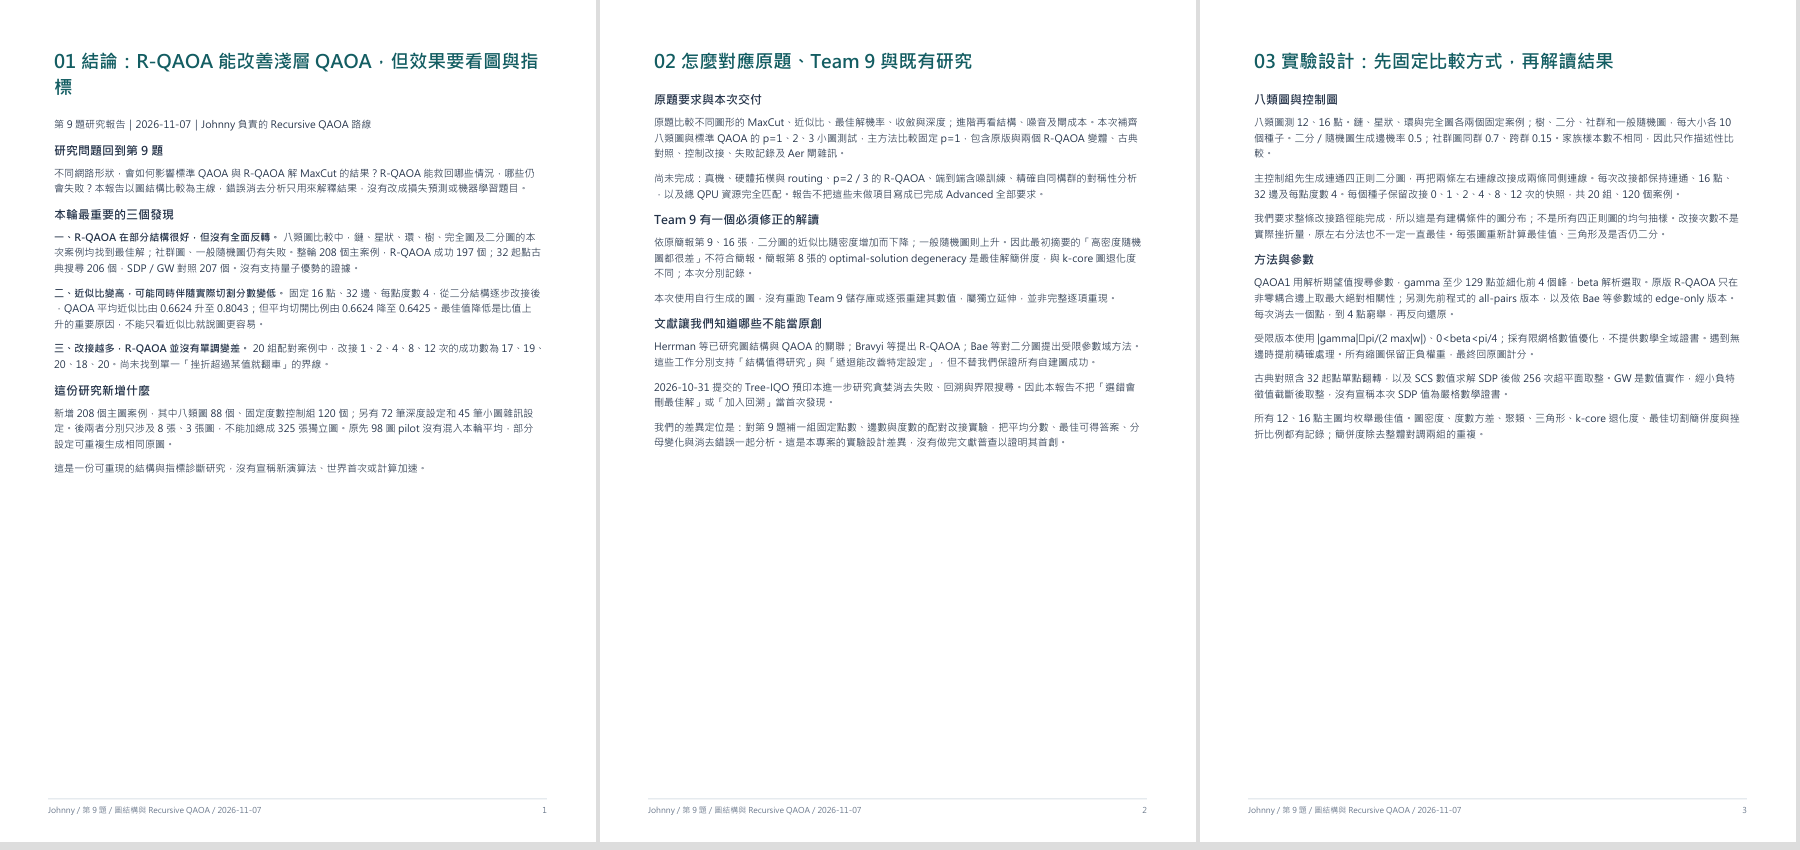 01 結論：R-QAOA 能改善淺層 QAOA，但效果要看圖與指
標
第 9 題研究報告｜2026-11-07｜Johnny 負責的 Recursive QAOA 路線
研究問題回到第 9 題
不同網路形狀，會如何影響標準 QAOA 與 R-QAOA 解 MaxCut 的結果？R-QAOA 能救回哪些情況，哪些仍
會失敗？本報告以圖結構比較為主線，錯誤消去分析只用來解釋結果，沒有改成損失預測或機器學習題目。
本輪最重要的三個發現
一、R-QAOA 在部分結構很好，但沒有全面反轉。 八類圖比較中，鏈、星狀、環、樹、完全圖及二分圖的本
次案例均找到最佳解；社群圖、一般隨機圖仍有失敗。整輪 208 個主案例，R-QAOA 成功 197 個；32 起點古
典搜尋 206 個，SDP / GW 對照 207 個。沒有支持量子優勢的證據。
二、近似比變高，可能同時伴隨實際切割分數變低。 固定 16 點、32 邊、每點度數 4，從二分結構逐步改接後
，QAOA 平均近似比由 0.6624 升至 0.8043；但平均切開比例由 0.6624 降至 0.6425。最佳值降低是比值上
升的重要原因，不能只看近似比就說圖更容易。
三、改接越多，R-QAOA 並沒有單調變差。 20 組配對案例中，改接 1、2、4、8、12 次的成功數為 17、19、
20、18、20。尚未找到單一「挫折超過某值就翻車」的界線。
這份研究新增什麼
新增 208 個主圖案例，其中八類圖 88 個、固定度數控制組 120 個；另有 72 筆深度設定和 45 筆小圖雜訊設
定。後兩者分別只涉及 8 張、3 張圖，不能加總成 325 張獨立圖。原先 98 圖 pilot 沒有混入本輪平均，部分
設定可重複生成相同原圖。
這是一份可重現的結構與指標診斷研究，沒有宣稱新演算法、世界首次或計算加速。
Johnny / 第 9 題 / 圖結構與 Recursive QAOA / 2026-11-07
1
02 怎麼對應原題、Team 9 與既有研究
原題要求與本次交付
原題比較不同圖形的 MaxCut、近似比、最佳解機率、收斂與深度；進階再看結構、噪音及閘成本。本次補齊
八類圖與標準 QAOA 的 p=1、2、3 小圖測試，主方法比較固定 p=1，包含原版與兩個 R-QAOA 變體、古典
對照、控制改接、失敗記錄及 Aer 閘雜訊。
尚未完成：真機、硬體拓樸與 routing、p=2 / 3 的 R-QAOA、端到端含噪訓練、精確自同構群的對稱性分析
，以及總 QPU 資源完全匹配。報告不把這些未做項目寫成已完成 Advanced 全部要求。
Team 9 有一個必須修正的解讀
依原簡報第 9、16 張，二分圖的近似比隨密度增加而下降；一般隨機圖則上升。因此最初摘要的「高密度隨機
圖都很差」不符合簡報。簡報第 8 張的 optimal-solution degeneracy 是最佳解簡併度，與 k-core 圖退化度
不同；本次分別記錄。
本次使用自行生成的圖，沒有重跑 Team 9 儲存庫或逐張重建其數值，屬獨立延伸，並非完整逐項重現。
文獻讓我們知道哪些不能當原創
Herrman 等已研究圖結構與 QAOA 的關聯；Bravyi 等提出 R-QAOA；Bae 等對二分圖提出受限參數域方法。
這些工作分別支持「結構值得研究」與「遞迴能改善特定設定」，但不替我們保證所有自建圖成功。
2026-10-31 提交的 Tree-IQO 預印本進一步研究貪婪消去失敗、回溯與界限搜尋。因此本報告不把「選錯會
刪最佳解」或「加入回溯」當首次發現。
我們的差異定位是：對第 9 題補一組固定點數、邊數與度數的配對改接實驗，把平均分數、最佳可得答案、分
母變化與消去錯誤一起分析。這是本專案的實驗設計差異，沒有做完文獻普查以證明其首創。
Johnny / 第 9 題 / 圖結構與 Recursive QAOA / 2026-11-07
2
03 實驗設計：先固定比較方式，再解讀結果
八類圖與控制圖
八類圖測 12、16 點。鏈、星狀、環與完全圖各兩個固定案例；樹、二分、社群和一般隨機圖，每大小各 10
個種子。二分 / 隨機圖生成邊機率 0.5；社群圖同群 0.7、跨群 0.15。家族樣本數不相同，因此只作描述性比
較。
主控制組先生成連通四正則二分圖，再把兩條左右連線改接成兩條同側連線。每次改接都保持連通、16 點、
32 邊及每點度數 4。每個種子保留改接 0、1、2、4、8、12 次的快照，共 20 組、120 個案例。
我們要求整條改接路徑能完成，所以這是有建構條件的圖分布；不是所有四正則圖的均勻抽樣。改接次數不是
實際挫折量，原左右分法也不一定一直最佳。每張圖重新計算最佳值、三角形及是否仍二分。
方法與參數
QAOA1 用解析期望值搜尋參數，gamma 至少 129 點並細化前 4 個峰，beta 解析選取。原版 R-QAOA 只在
非零耦合邊上取最大絕對相關性；另測先前程式的 all-pairs 版本，以及依 Bae 等參數域的 edge-only 版本。
每次消去一個點，到 4 點窮舉，再反向還原。
受限版本使用 |gamma|□pi/(2 max|w|)、0<beta<pi/4；採有限網格數值優化，不提供數學全域證書。遇到無
邊時提前精確處理。所有縮圖保留正負權重，最終回原圖計分。
古典對照含 32 起點單點翻轉，以及 SCS 數值求解 SDP 後做 256 次超平面取整。GW 是數值實作，經小負特
徵值截斷後取整，沒有宣稱本次 SDP 值為嚴格數學證書。
所有 12、16 點主圖均枚舉最佳值。圖密度、度數方差、聚類、三角形、k-core 退化度、最佳切割簡併度與挫
折比例都有記錄；簡併度除去整體對調兩組的重複。
Johnny / 第 9 題 / 圖結構與 Recursive QAOA / 2026-11-07
3